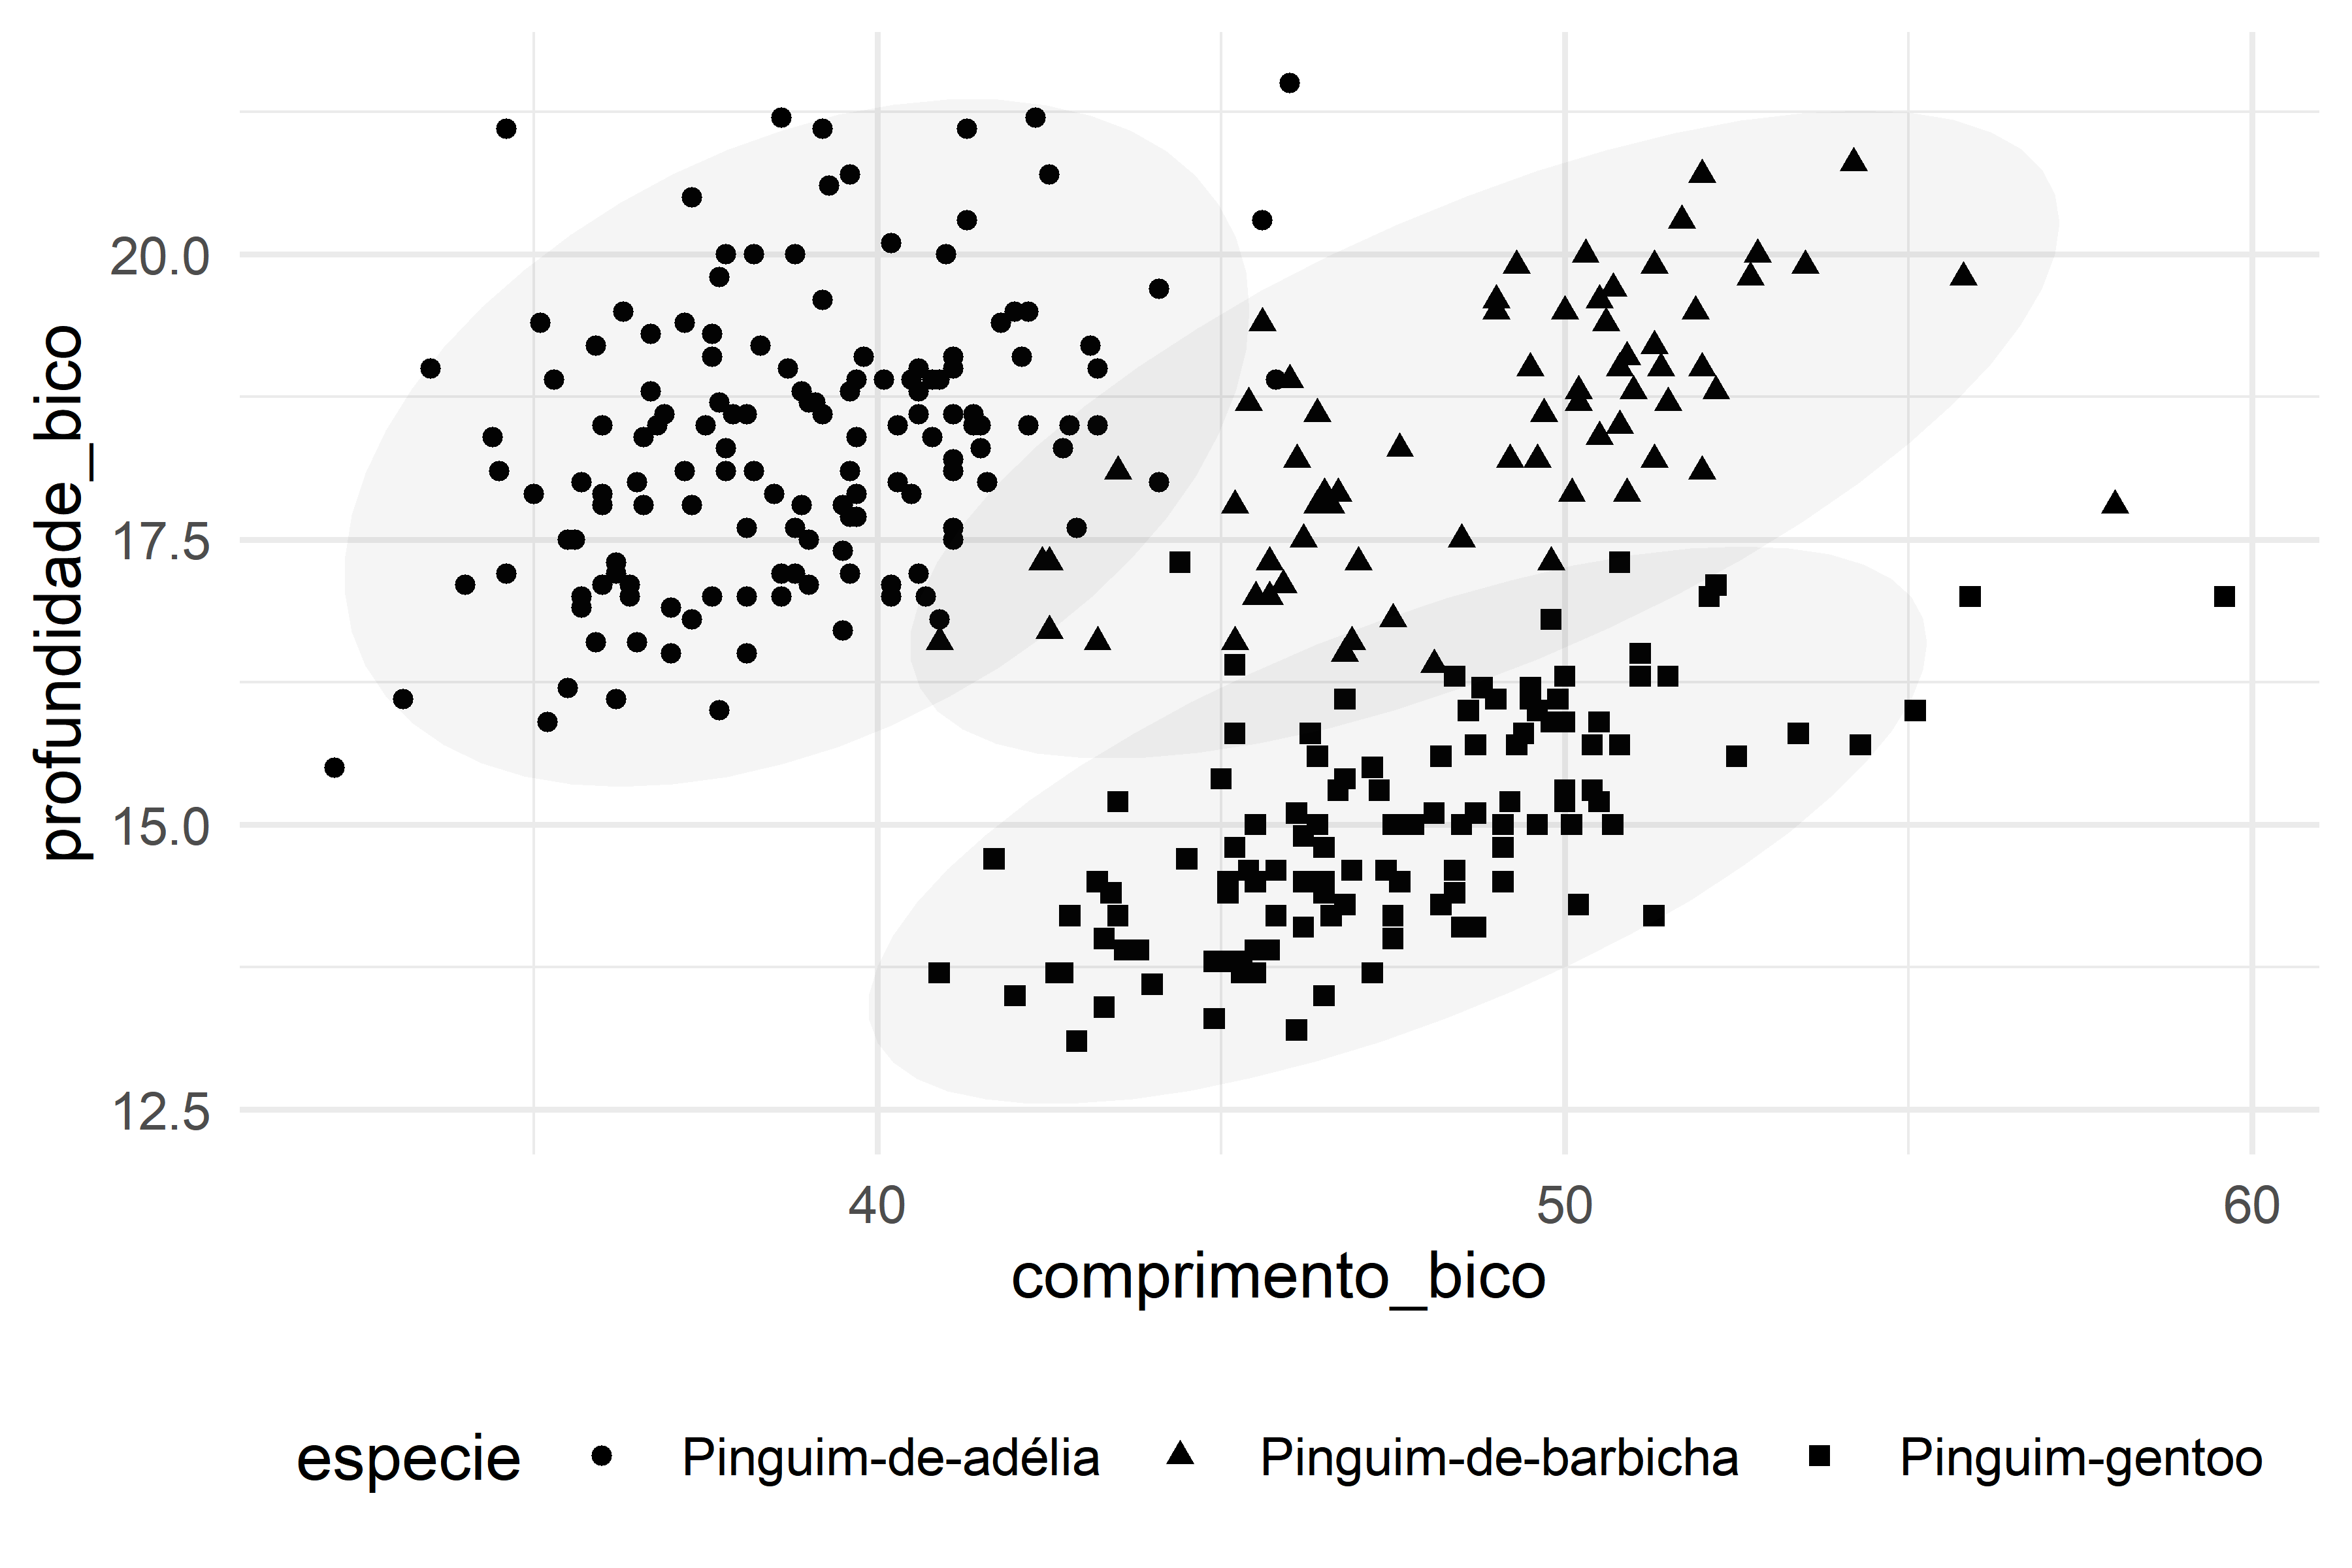 profundidade_bico
20.0
17.5
15.0
12.5
40 50 60
comprimento_bico
especie Pinguim-de-adélia Pinguim-de-barbicha Pinguim-gentoo